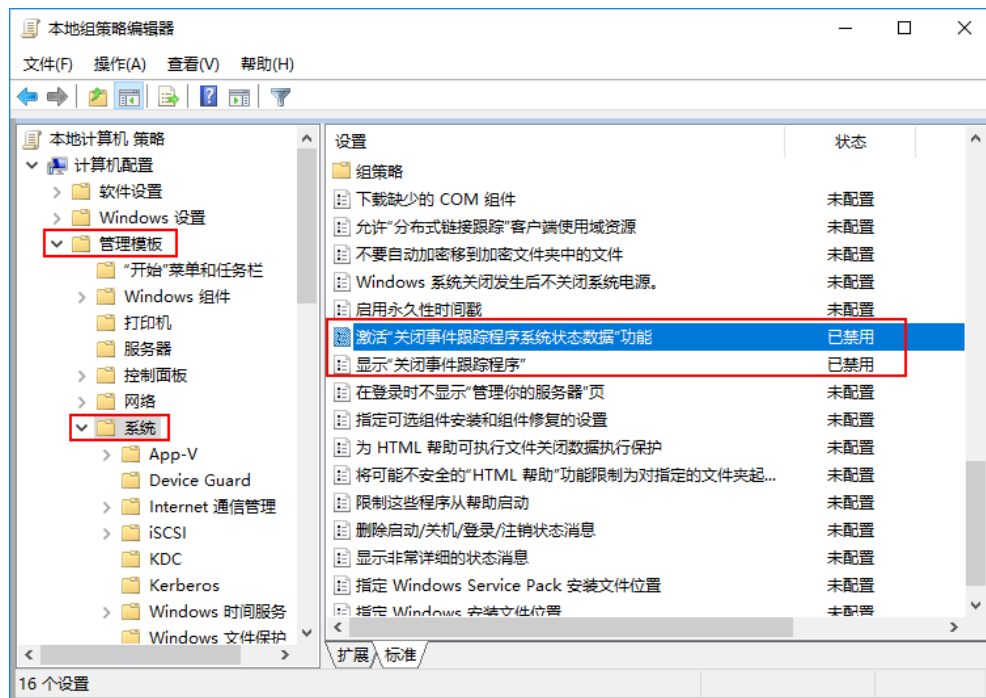 本地组策略编辑器
文件(F) 操作(A) 查看(V) 帮助(H)
本地计算机 策略
计算机配置
软件设置
Windows 设置
管理模板
“开始”菜单和任务栏
Windows 组件
打印机
服务器
控制面板
网络
系统
App-V
Device Guard
Internet 通信管理
iSCSI
KDC
Kerberos
Windows 时间服务
Windows 文件保护
设置 状态
组策略
下载缺少的 COM 组件 未配置
允许“分布式链接跟踪”客户端使用域资源 未配置
不要自动加密移到加密文件夹中的文件 未配置
Windows 系统关闭发生后不关闭系统电源。 未配置
启用永久性时间戳 未配置
激活“关闭事件跟踪程序系统状态数据”功能 已禁用
显示“关闭事件跟踪程序” 已禁用
在登录时不显示“管理你的服务器”页 未配置
指定可选组件安装和组件修复的设置 未配置
为 HTML 帮助可执行文件关闭数据执行保护 未配置
将可能不安全的“HTML 帮助”功能限制为对指定的文件夹起... 未配置
限制这些程序从帮助启动 未配置
删除启动/关机/登录/注销状态消息 未配置
显示非常详细的状态消息 未配置
指定 Windows Service Pack 安装文件位置 未配置
指定 Windows 安装文件位置 未配置
扩展 标准
16 个设置